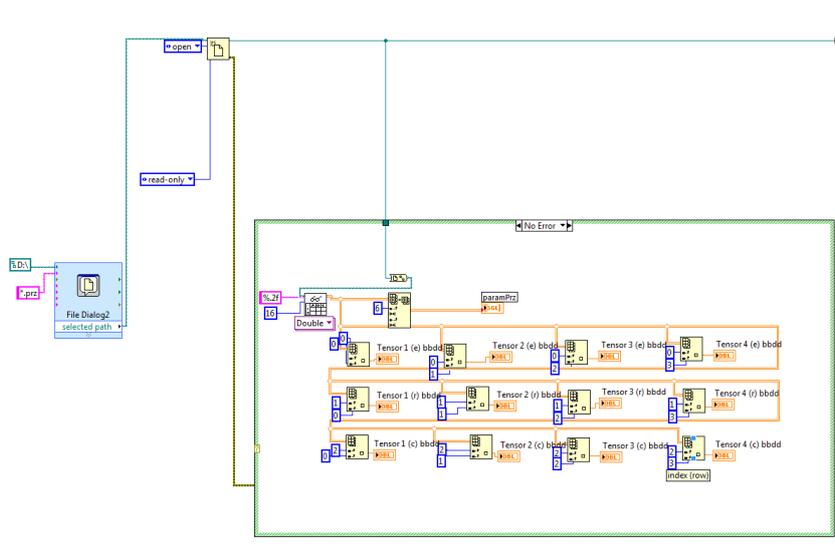 open
read-only
D:\
*.prz
File Dialog2
selected path
No Error
%.2f
16
Double
6
paramPrz
Tensor 1 (e) bbdd Tensor 2 (e) bbdd Tensor 3 (e) bbdd Tensor 4 (e) bbdd
0 0 DBL 0 1 DBL 0 2 DBL 0 3 DBL
Tensor 1 (r) bbdd Tensor 2 (r) bbdd Tensor 3 (r) bbdd Tensor 4 (r) bbdd
1 0 DBL 1 1 DBL 1 2 DBL 1 3 DBL
Tensor 1 (c) bbdd Tensor 2 (c) bbdd Tensor 3 (c) bbdd Tensor 4 (c) bbdd
0 2 DBL 2 1 DBL 2 2 DBL 2 3 DBL
index (row)